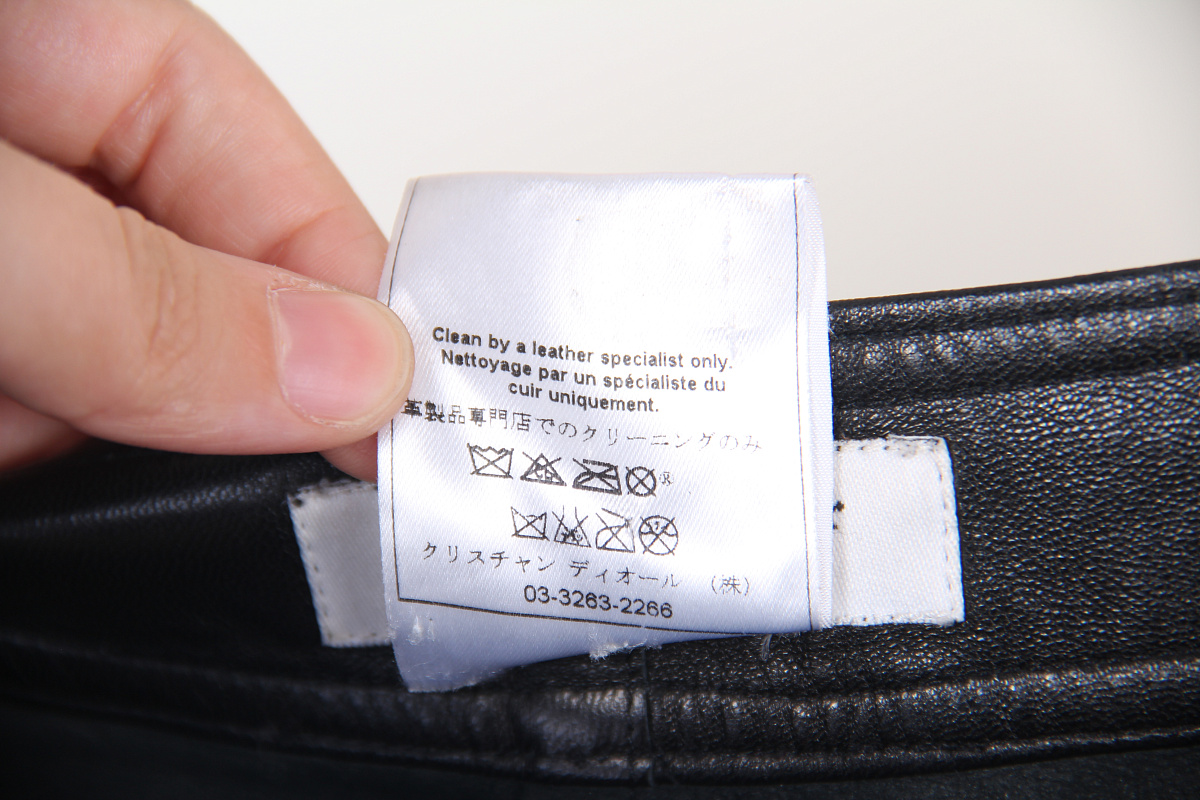 Clean by a leather specialist only.
Nettoyage par un spécialiste du
cuir uniquement.
革製品専門店でのクリーニングのみ
クリスチャン ディオール (株)
03-3263-2266